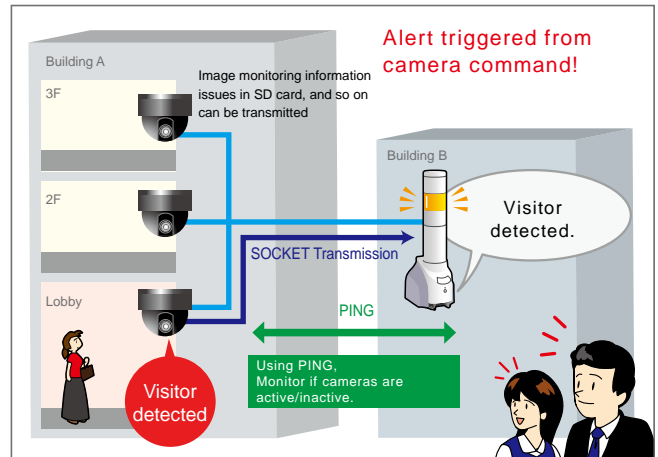 Alert triggered from
camera command!
Building A
Image monitoring information
issues in SD card, and so on
can be transmitted
3F
2F
Lobby
Visitor
detected
SOCKET Transmission
PING
Using PING,
Monitor if cameras are
active/inactive.
Building B
Visitor
detected.